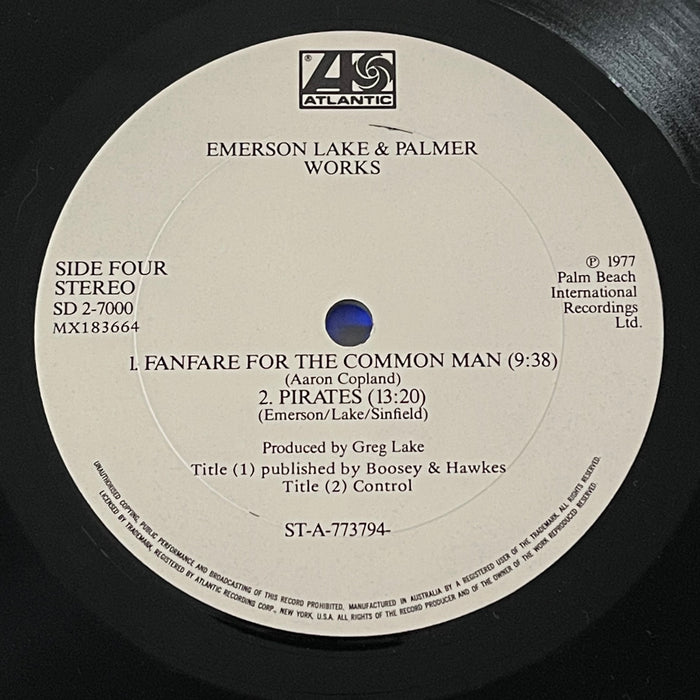 ATLANTIC
®
EMERSON LAKE & PALMER
WORKS
SIDE FOUR
STEREO
SD 2-7000
MX183664
℗ 1977
Palm Beach
International
Recordings
Ltd.
1. FANFARE FOR THE COMMON MAN (9:38)
(Aaron Copland)
2. PIRATES (13:20)
(Emerson/Lake/Sinfield)
Produced by Greg Lake
Title (1) published by Boosey & Hawkes
Title (2) Control
ST-A-773794-
UNAUTHORISED COPYING, PUBLIC PERFORMANCE AND BROADCASTING OF THIS RECORD PROHIBITED. MANUFACTURED IN AUSTRALIA BY A REGISTERED USER OF THE TRADEMARK. ALL RIGHTS RESERVED.
LICENSED BY TRADEMARK, REGISTERED BY ATLANTIC RECORDING CORP., NEW YORK, U.S.A. ALL RIGHTS OF THE RECORD PRODUCER AND OF THE OWNER OF THE WORK REPRODUCED RESERVED.